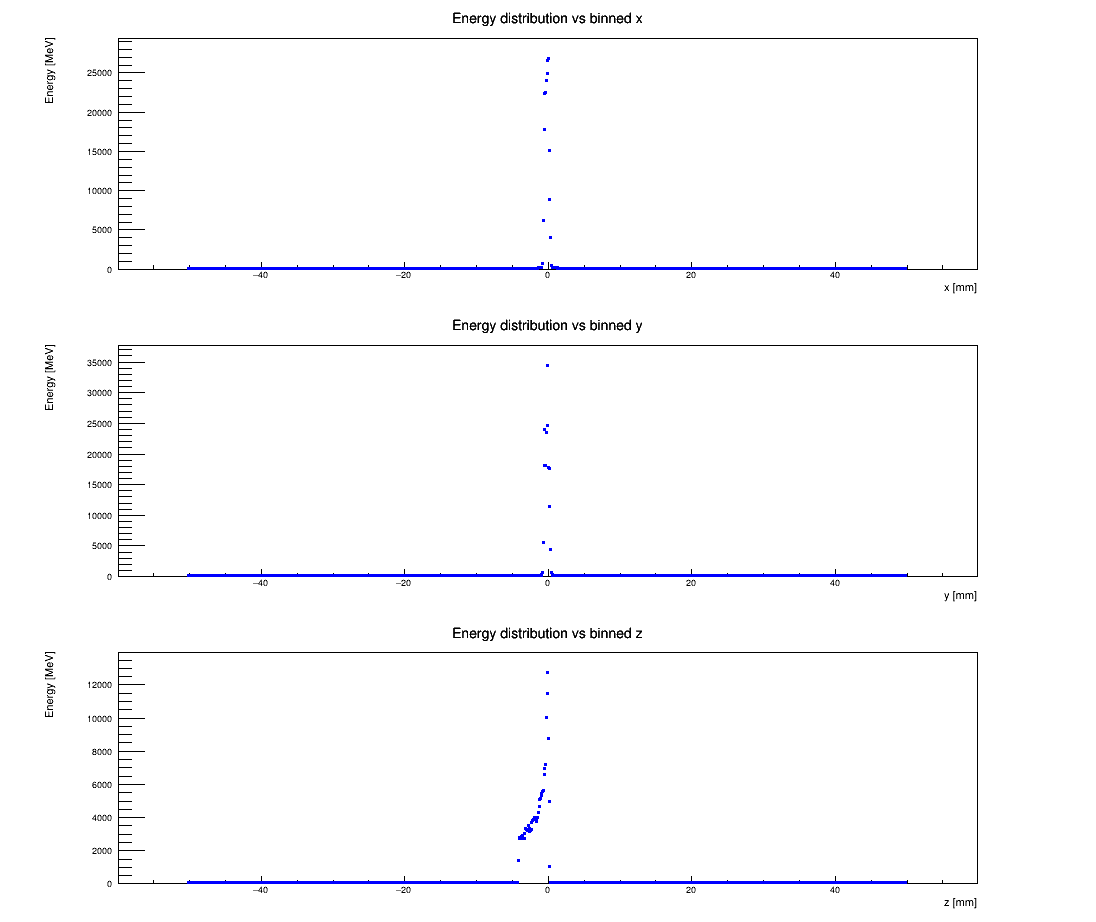 Energy distribution vs binned x
Energy [MeV]
25000
20000
15000
10000
5000
0
−40 −20 0 20 40
x [mm]
Energy distribution vs binned y
Energy [MeV]
35000
30000
25000
20000
15000
10000
5000
0
−40 −20 0 20 40
y [mm]
Energy distribution vs binned z
Energy [MeV]
12000
10000
8000
6000
4000
2000
0
−40 −20 0 20 40
z [mm]